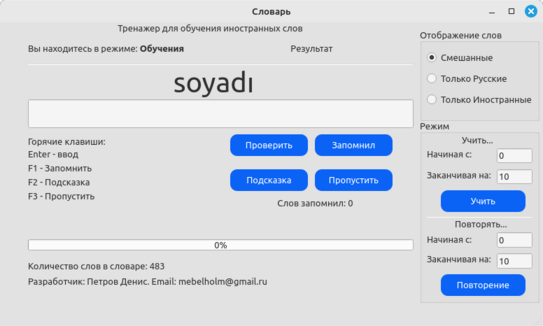 Словарь
Тренажер для обучения иностранных слов
Вы находитесь в режиме: Обучения
Результат
soyadı
Горячие клавиши:
Enter - ввод
F1 - Запомнить
F2 - Подсказка
F3 - Пропустить
Проверить
Запомнил
Подсказка
Пропустить
Слов запомнил: 0
0%
Количество слов в словаре: 483
Разработчик: Петров Денис. Email: mebelholm@gmail.ru
Отображение слов
Смешанные
Только Русские
Только Иностранные
Режим
Учить...
Начиная с: 0
Заканчивая на: 10
Учить
Повторять...
Начиная с: 0
Заканчивая на: 10
Повторение